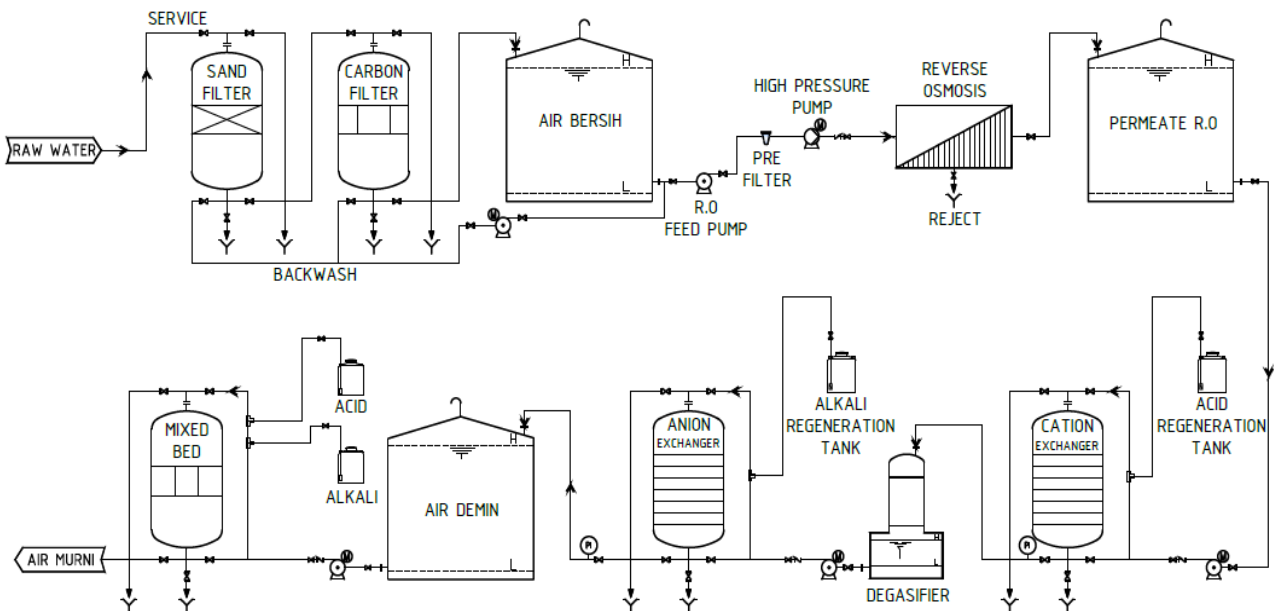 SERVICE
SAND
FILTER
CARBON
FILTER
RAW WATER
BACKWASH
H
AIR BERSIH
L
R.O
FEED PUMP
M
PRE
FILTER
HIGH PRESSURE
PUMP
M
REVERSE
OSMOSIS
REJECT
H
PERMEATE R.O
L
MIXED
BED
ACID
ALKALI
AIR MURNI
M
H
AIR DEMIN
L
PI
ANION
EXCHANGER
ALKALI
REGENERATION
TANK
M
H
L
DEGASIFIER
PI
CATION
EXCHANGER
ACID
REGENERATION
TANK
M